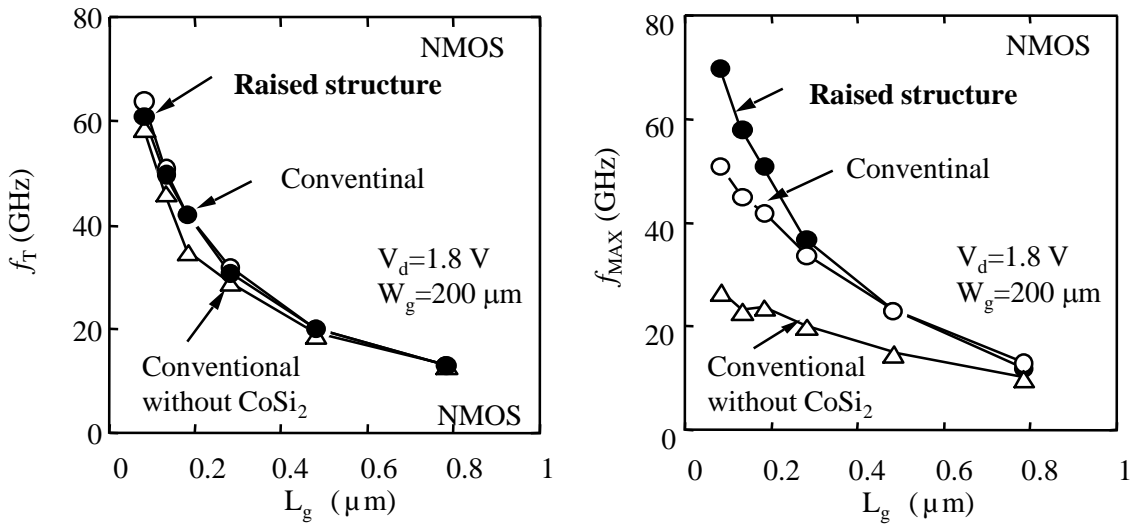 80
60
40
20
0
f_T (GHz)
NMOS
Raised structure
Conventinal
V_d=1.8 V
W_g=200 μm
Conventional
without CoSi₂
NMOS
0 0.2 0.4 0.6 0.8 1
L_g (μm)
80
60
40
20
0
f_MAX (GHz)
NMOS
Raised structure
Conventional
V_d=1.8 V
W_g=200 μm
Conventional
without CoSi₂
0 0.2 0.4 0.6 0.8 1
L_g (μm)